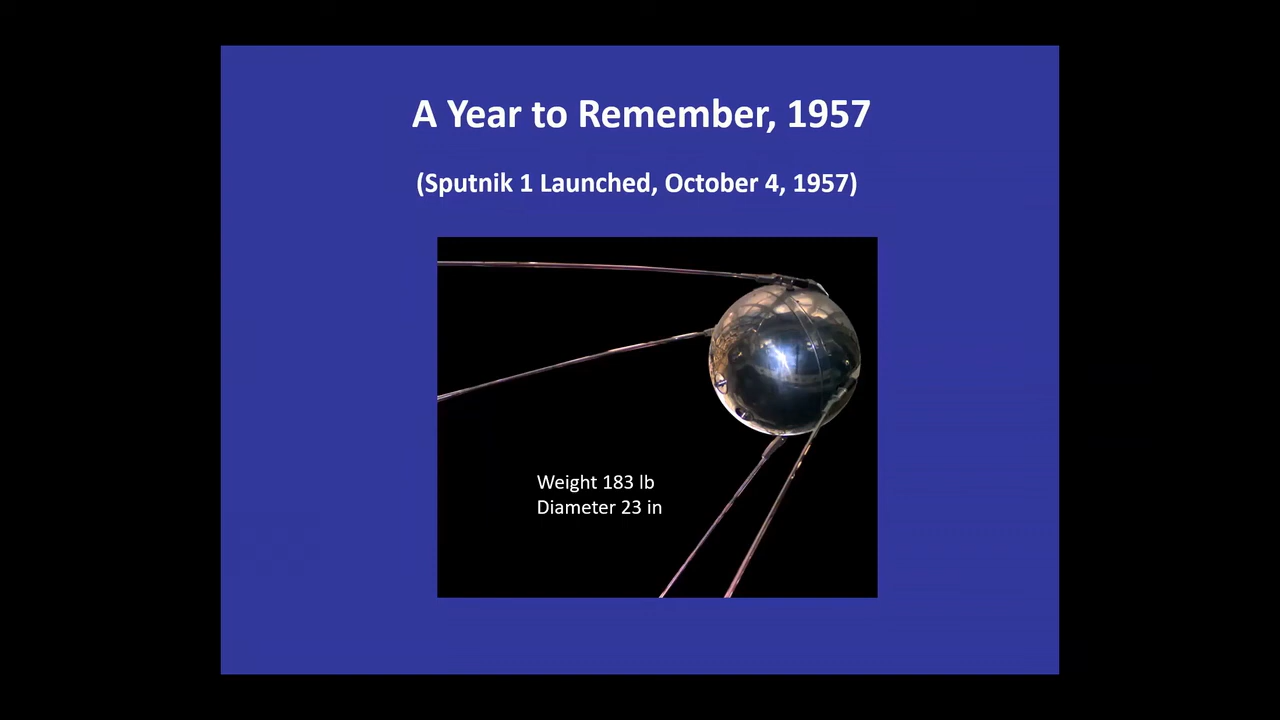 A Year to Remember, 1957
(Sputnik 1 Launched, October 4, 1957)
Weight 183 lb
Diameter 23 in